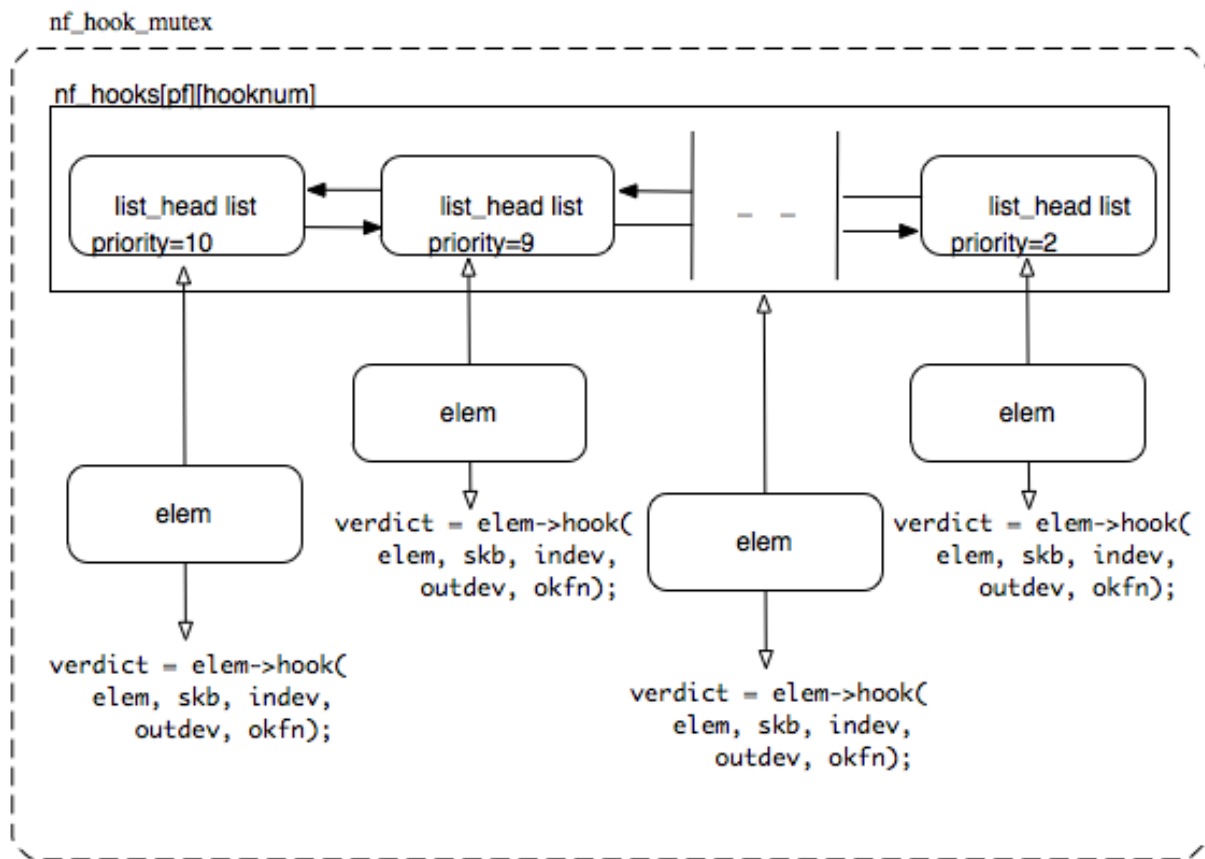 nf_hook_mutex
nf_hooks[pf][hooknum]
list_head list
priority=10
list_head list
priority=9
_ _
list_head list
priority=2
elem
verdict = elem->hook(
elem, skb, indev,
outdev, okfn);
elem
verdict = elem->hook(
elem, skb, indev,
outdev, okfn);
elem
verdict = elem->hook(
elem, skb, indev,
outdev, okfn);
elem
verdict = elem->hook(
elem, skb, indev,
outdev, okfn);